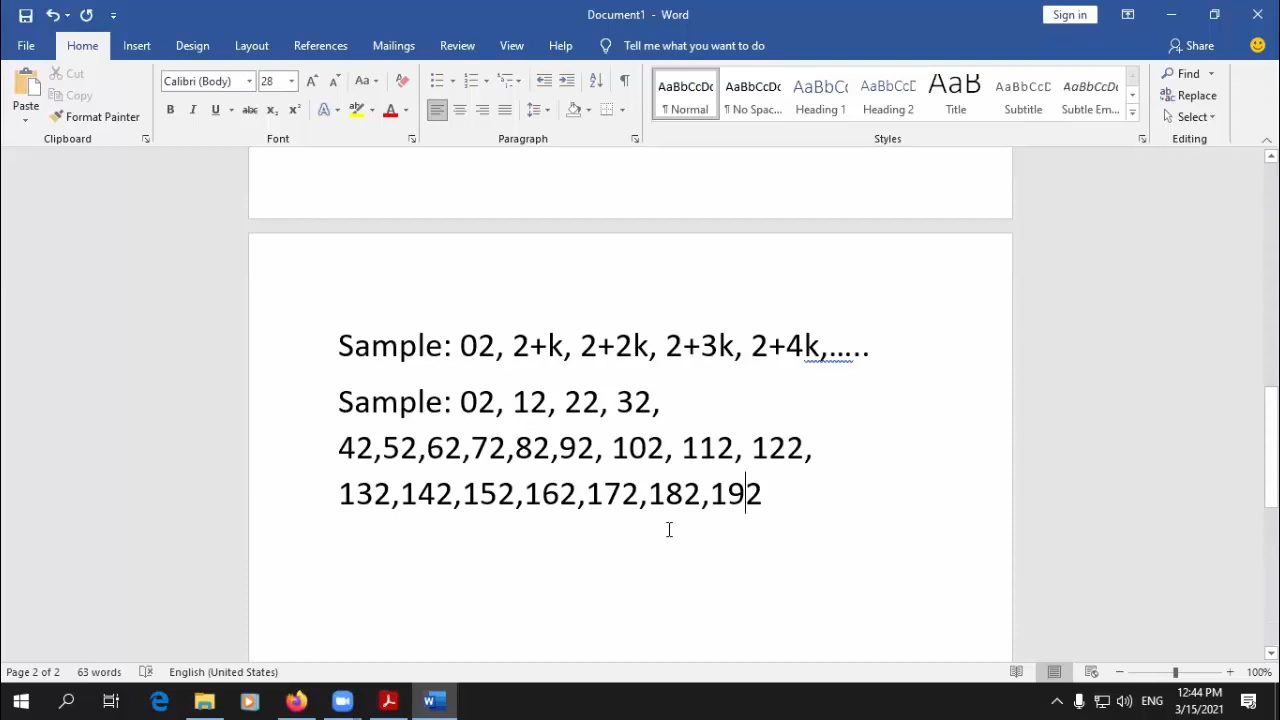 Document1 - Word
Sign in
File Home Insert Design Layout References Mailings Review View Help Tell me what you want to do Share
Paste
Cut
Copy
Format Painter
Clipboard
Calibri (Body) 28
Aa
B I U abc X₂ X²
A
Font
Paragraph
AaBbCcDc AaBbCcDc AaBbCc AaBbCcD AaB AaBbCcD AaBbCcDc
¶ Normal ¶ No Spac... Heading 1 Heading 2 Title Subtitle Subtle Em...
Styles
Find
Replace
Select
Editing
Sample: 02, 2+k, 2+2k, 2+3k, 2+4k,.....
Sample: 02, 12, 22, 32,
42,52,62,72,82,92, 102, 112, 122,
132,142,152,162,172,182,192
Page 2 of 2 63 words English (United States) 100%
ENG
12:44 PM
3/15/2021